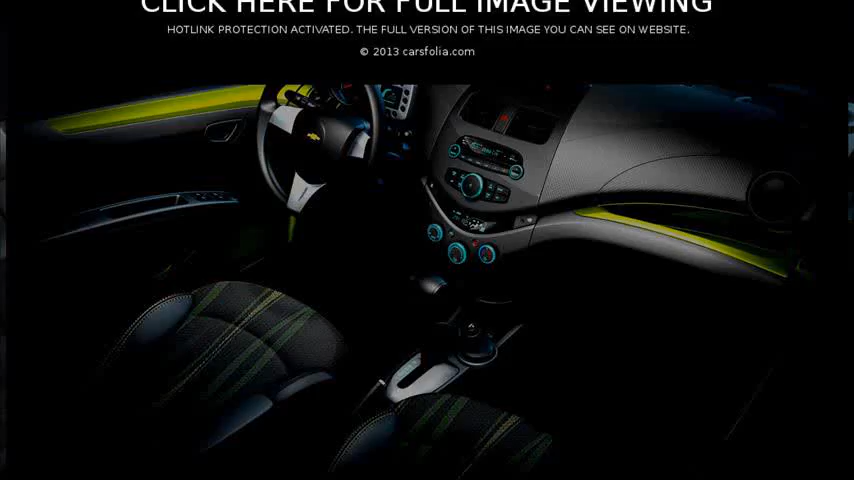 CLICK HERE FOR FULL IMAGE VIEWING
HOTLINK PROTECTION ACTIVATED. THE FULL VERSION OF THIS IMAGE YOU CAN SEE ON WEBSITE.
© 2013 carsfolia.com